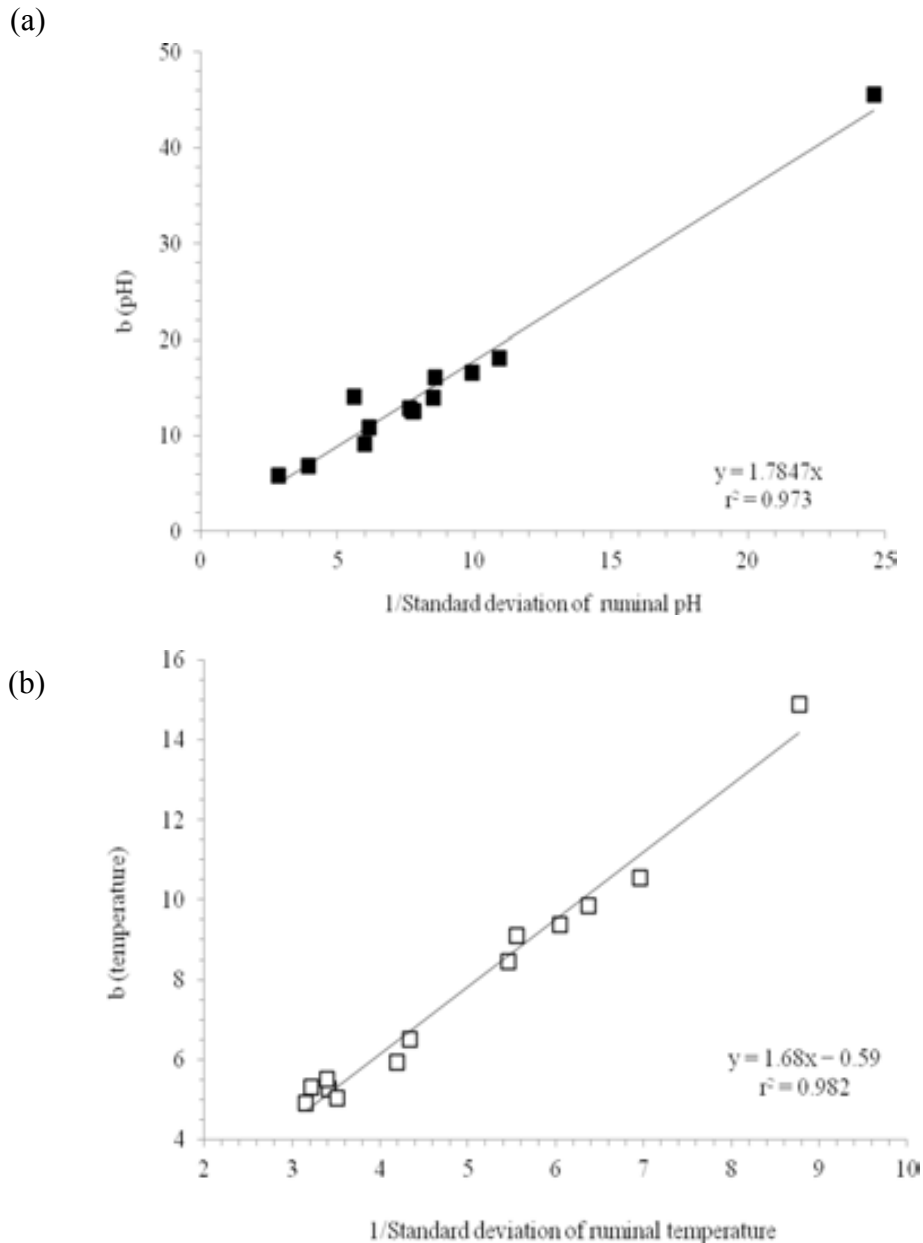 (a)
50
40
30
20
10
0
b (pH)
y = 1.7847x
r² = 0.973
0 5 10 15 20 25
1/Standard deviation of ruminal pH
(b)
16
14
12
10
8
6
4
b (temperature)
y = 1.68x − 0.59
r² = 0.982
2 3 4 5 6 7 8 9 10
1/Standard deviation of ruminal temperature